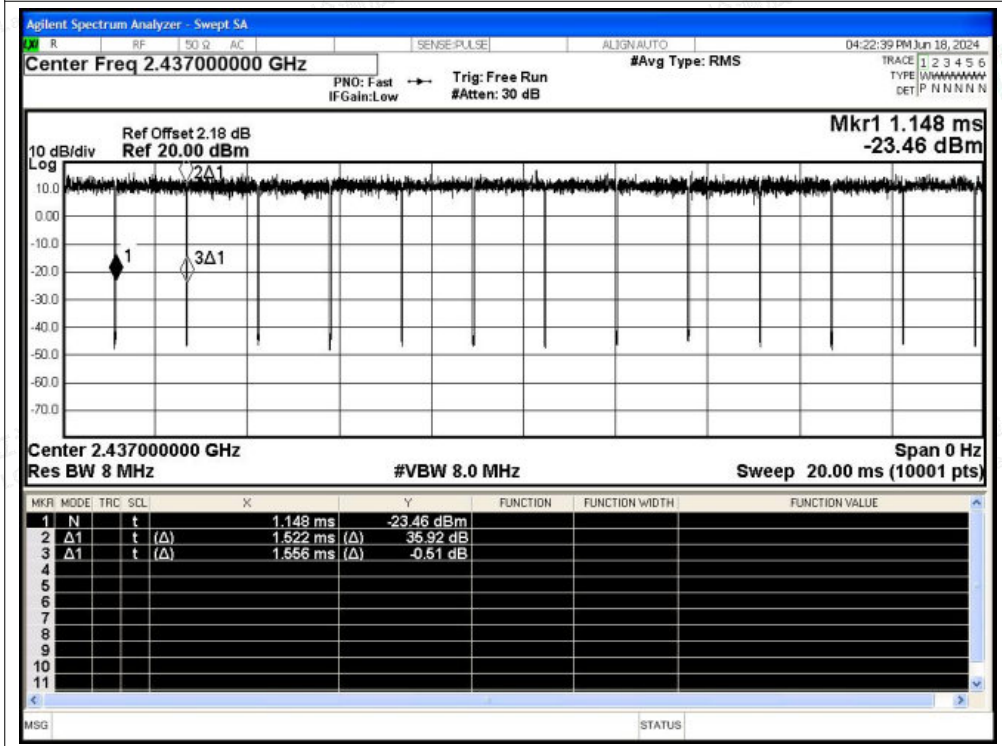 Agilent Spectrum Analyzer - Swept SA
LXI R RF 50 Ω AC SENSE:PULSE ALIGN AUTO 04:22:39 PM Jun 18, 2024
Center Freq 2.437000000 GHz #Avg Type: RMS TRACE 1 2 3 4 5 6
PNO: Fast Trig: Free Run TYPE WWWWWW
IFGain:Low #Atten: 30 dB DET P N N N N N
Mkr1 1.148 ms
Ref Offset 2.18 dB
10 dB/div Ref 20.00 dBm -23.46 dBm
Log
2Δ1
10.0
0.00
-10.0
1 3Δ1
-20.0
-30.0
-40.0
-50.0
-60.0
-70.0
Center 2.437000000 GHz Span 0 Hz
Res BW 8 MHz #VBW 8.0 MHz Sweep 20.00 ms (10001 pts)
MKR MODE TRC SCL X Y FUNCTION FUNCTION WIDTH FUNCTION VALUE
1 N t 1.148 ms -23.46 dBm
2 Δ1 t (Δ) 1.522 ms (Δ) 35.92 dB
3 Δ1 t (Δ) 1.556 ms (Δ) -0.51 dB
4
5
6
7
8
9
10
11
MSG STATUS